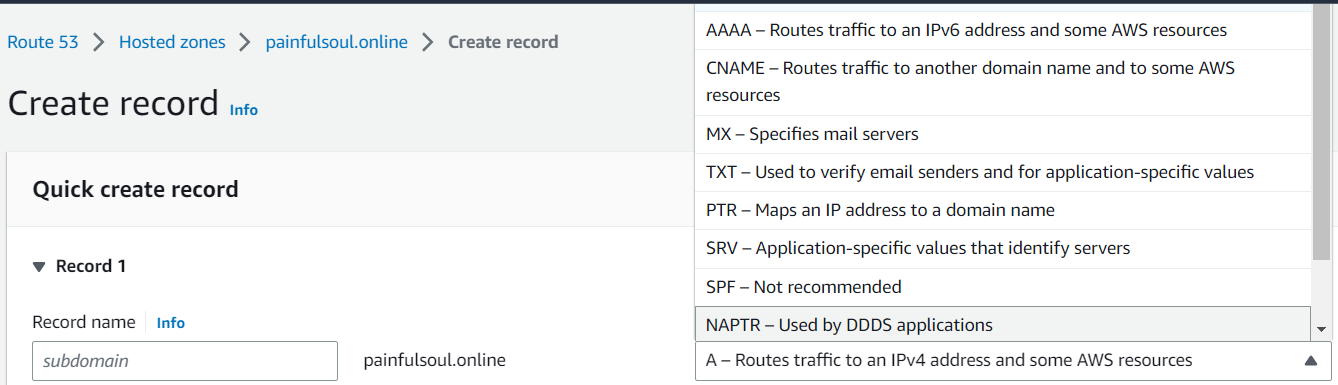 Route 53 > Hosted zones > painfulsoul.online > Create record
Create record Info
Quick create record
Record 1
Record name Info
subdomain
painfulsoul.online
AAAA – Routes traffic to an IPv6 address and some AWS resources
CNAME – Routes traffic to another domain name and to some AWS
resources
MX – Specifies mail servers
TXT – Used to verify email senders and for application-specific values
PTR – Maps an IP address to a domain name
SRV – Application-specific values that identify servers
SPF – Not recommended
NAPTR – Used by DDDS applications
A – Routes traffic to an IPv4 address and some AWS resources